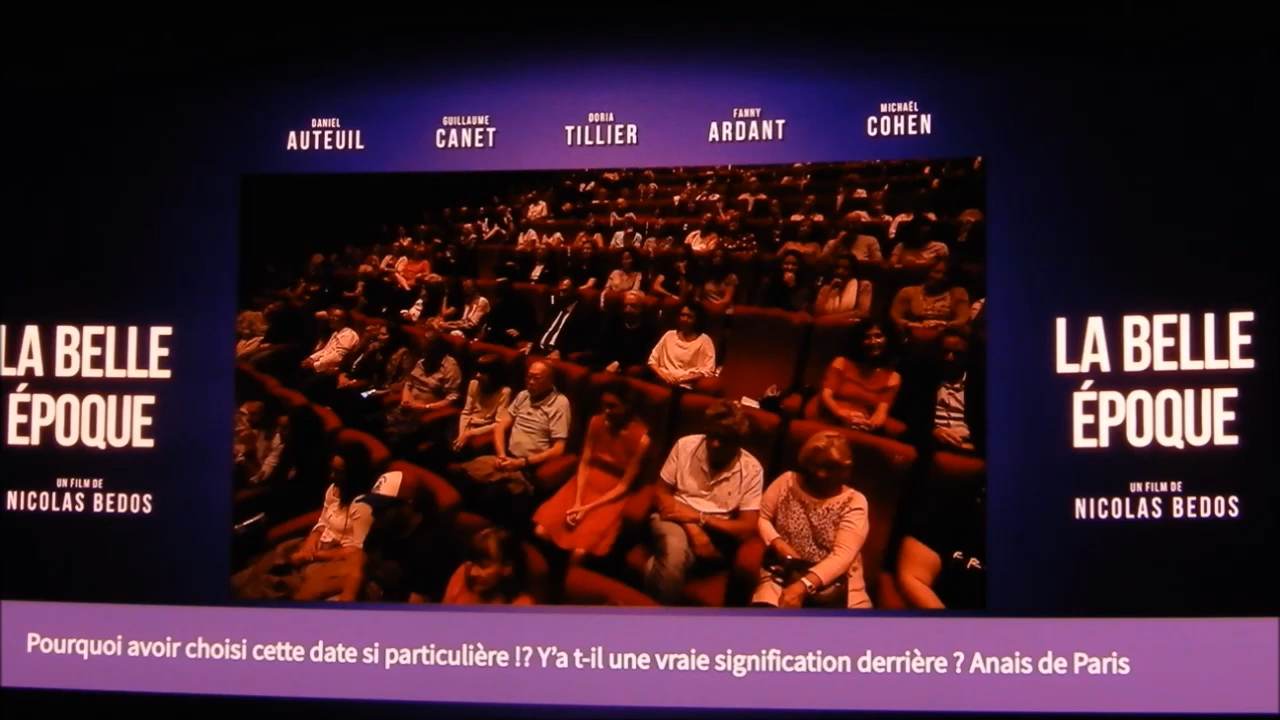 DANIEL
AUTEUIL
GUILLAUME
CANET
DORIA
TILLIER
FANNY
ARDANT
MICHAËL
COHEN
LA BELLE
ÉPOQUE
UN FILM DE
NICOLAS BEDOS
LA BELLE
ÉPOQUE
UN FILM DE
NICOLAS BEDOS
Pourquoi avoir choisi cette date si particulière !? Y'a t-il une vraie signification derrière ? Anais de Paris